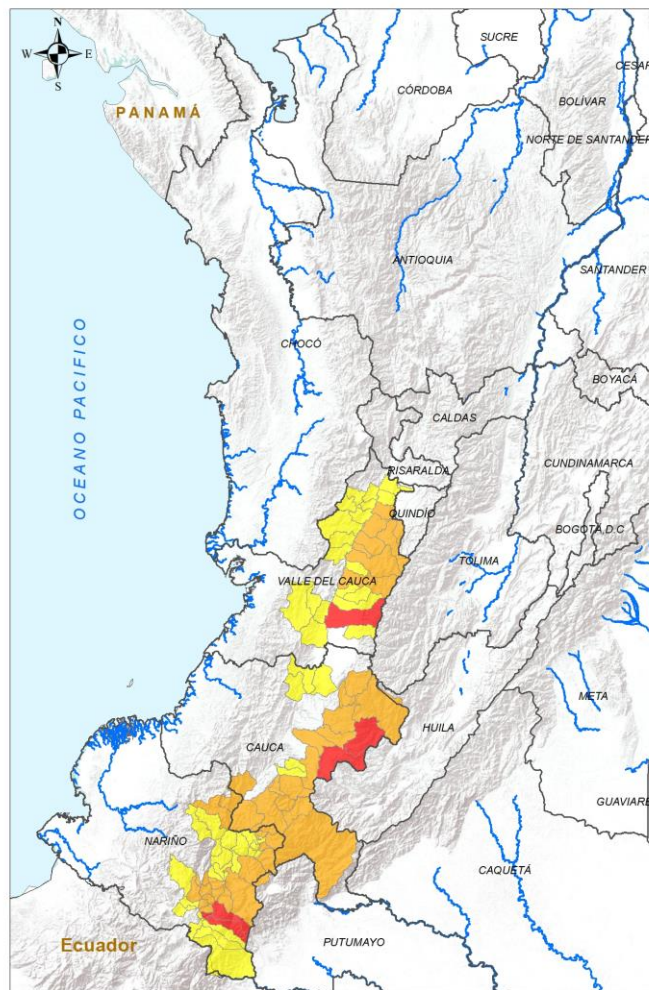 N
W E
S
SUCRE
CESAR
CÓRDOBA
BOLÍVAR
PANAMÁ
NORTE DE SANTANDER
ANTIOQUIA
SANTANDER
OCEANO PACIFICO
CHOCÓ
BOYACÁ
CALDAS
CUNDINAMARCA
RISARALDA
QUINDÍO
BOGOTÁ D.C
TOLIMA
VALLE DEL CAUCA
META
HUILA
CAUCA
GUAVIARE
NARIÑO
CAQUETÁ
Ecuador
PUTUMAYO